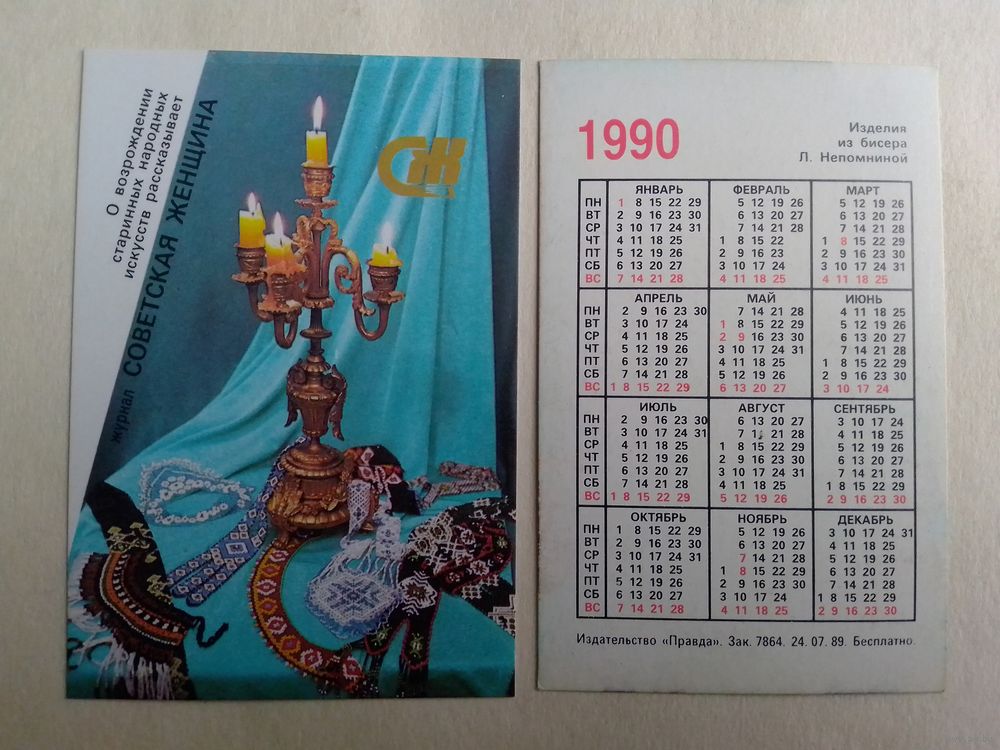 О возрождении
старинных народных
искусств рассказывает
журнал СОВЕТСКАЯ ЖЕНЩИНА
СЖ
1990
Изделия
из бисера
Л. Непомниной
ЯНВАРЬ ФЕВРАЛЬ МАРТ
ПН 1 8 15 22 29 5 12 19 26 5 12 19 26
ВТ 2 9 16 23 30 6 13 20 27 6 13 20 27
СР 3 10 17 24 31 7 14 21 28 7 14 21 28
ЧТ 4 11 18 25 1 8 15 22 1 8 15 22 29
ПТ 5 12 19 26 2 9 16 23 2 9 16 23 30
СБ 6 13 20 27 3 10 17 24 3 10 17 24 31
ВС 7 14 21 28 4 11 18 25 4 11 18 25
АПРЕЛЬ МАЙ ИЮНЬ
ПН 2 9 16 23 30 7 14 21 28 4 11 18 25
ВТ 3 10 17 24 1 8 15 22 29 5 12 19 26
СР 4 11 18 25 2 9 16 23 30 6 13 20 27
ЧТ 5 12 19 26 3 10 17 24 31 7 14 21 28
ПТ 6 13 20 27 4 11 18 25 1 8 15 22 29
СБ 7 14 21 28 5 12 19 26 2 9 16 23 30
ВС 1 8 15 22 29 6 13 20 27 3 10 17 24
ИЮЛЬ АВГУСТ СЕНТЯБРЬ
ПН 2 9 16 23 30 6 13 20 27 3 10 17 24
ВТ 3 10 17 24 31 7 14 21 28 4 11 18 25
СР 4 11 18 25 1 8 15 22 29 5 12 19 26
ЧТ 5 12 19 26 2 9 16 23 30 6 13 20 27
ПТ 6 13 20 27 3 10 17 24 31 7 14 21 28
СБ 7 14 21 28 4 11 18 25 1 8 15 22 29
ВС 1 8 15 22 29 5 12 19 26 2 9 16 23 30
ОКТЯБРЬ НОЯБРЬ ДЕКАБРЬ
ПН 1 8 15 22 29 5 12 19 26 3 10 17 24 31
ВТ 2 9 16 23 30 6 13 20 27 4 11 18 25
СР 3 10 17 24 31 7 14 21 28 5 12 19 26
ЧТ 4 11 18 25 1 8 15 22 29 6 13 20 27
ПТ 5 12 19 26 2 9 16 23 30 7 14 21 28
СБ 6 13 20 27 3 10 17 24 1 8 15 22 29
ВС 7 14 21 28 4 11 18 25 2 9 16 23 30
Издательство «Правда». Зак. 7864. 24. 07. 89. Бесплатно.